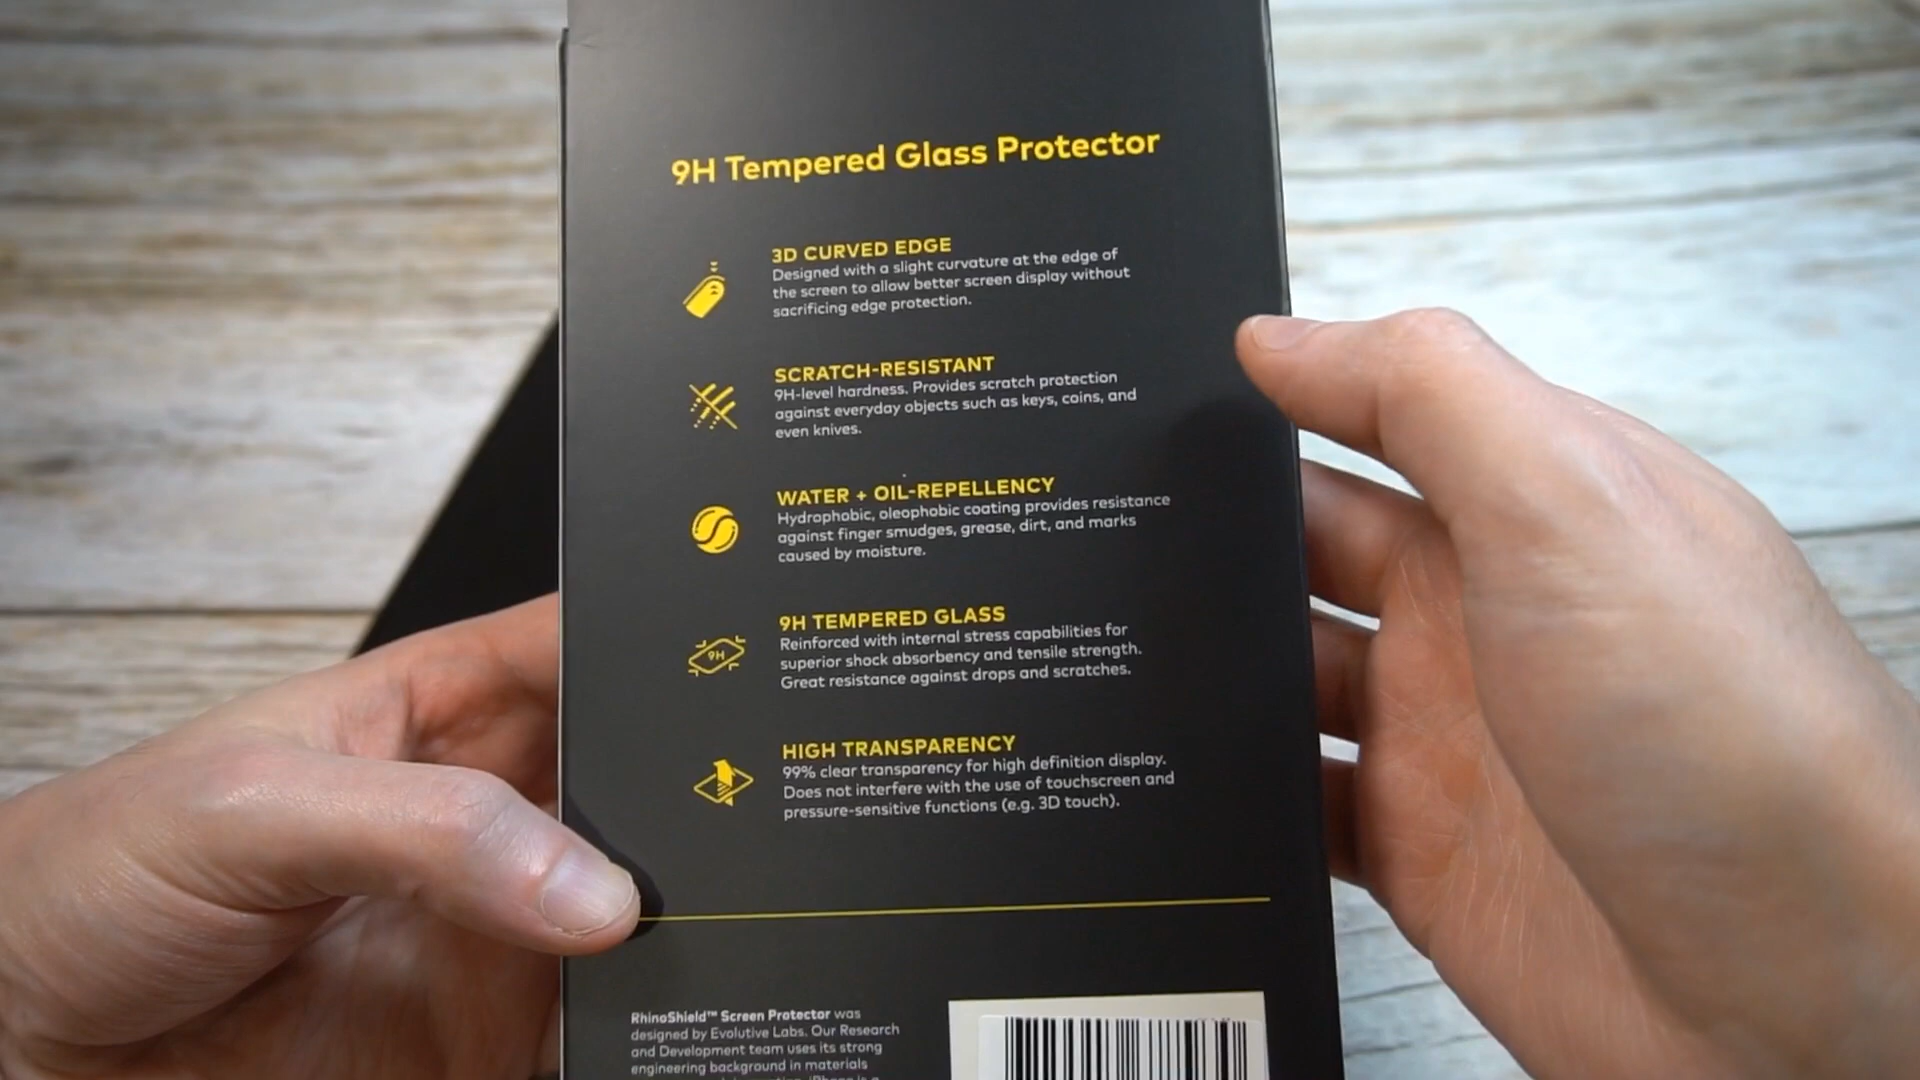 9H Tempered Glass Protector
3D CURVED EDGE
Designed with a slight curvature at the edge of
the screen to allow better screen display without
sacrificing edge protection.
SCRATCH-RESISTANT
9H-level hardness. Provides scratch protection
against everyday objects such as keys, coins, and
even knives.
WATER + OIL-REPELLENCY
Hydrophobic, oleophobic coating provides resistance
against finger smudges, grease, dirt, and marks
caused by moisture.
9H
9H TEMPERED GLASS
Reinforced with internal stress capabilities for
superior shock absorbency and tensile strength.
Great resistance against drops and scratches.
HIGH TRANSPARENCY
99% clear transparency for high definition display.
Does not interfere with the use of touchscreen and
pressure-sensitive functions (e.g. 3D touch).
RhinoShield™ Screen Protector was
designed by Evolutive Labs. Our Research
and Development team uses its strong
engineering background in materials